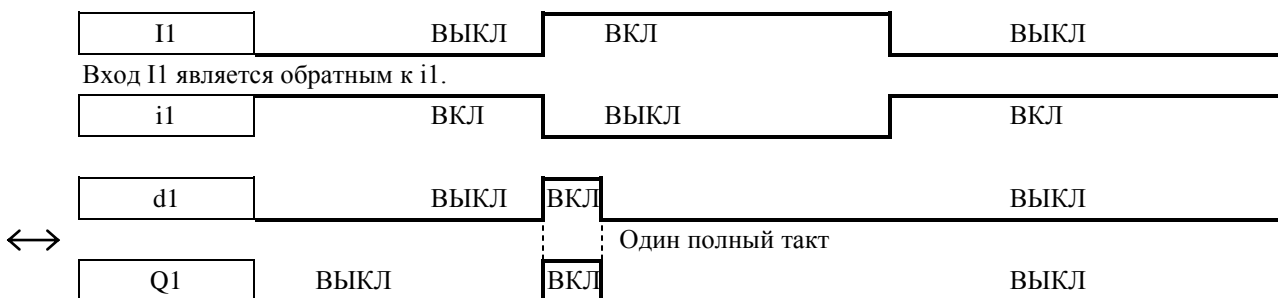 I1 ВЫКЛ ВКЛ ВЫКЛ
Вход I1 является обратным к i1.
i1 ВКЛ ВЫКЛ ВКЛ
d1 ВЫКЛ ВКЛ ВЫКЛ
Один полный такт
Q1 ВЫКЛ ВКЛ ВЫКЛ